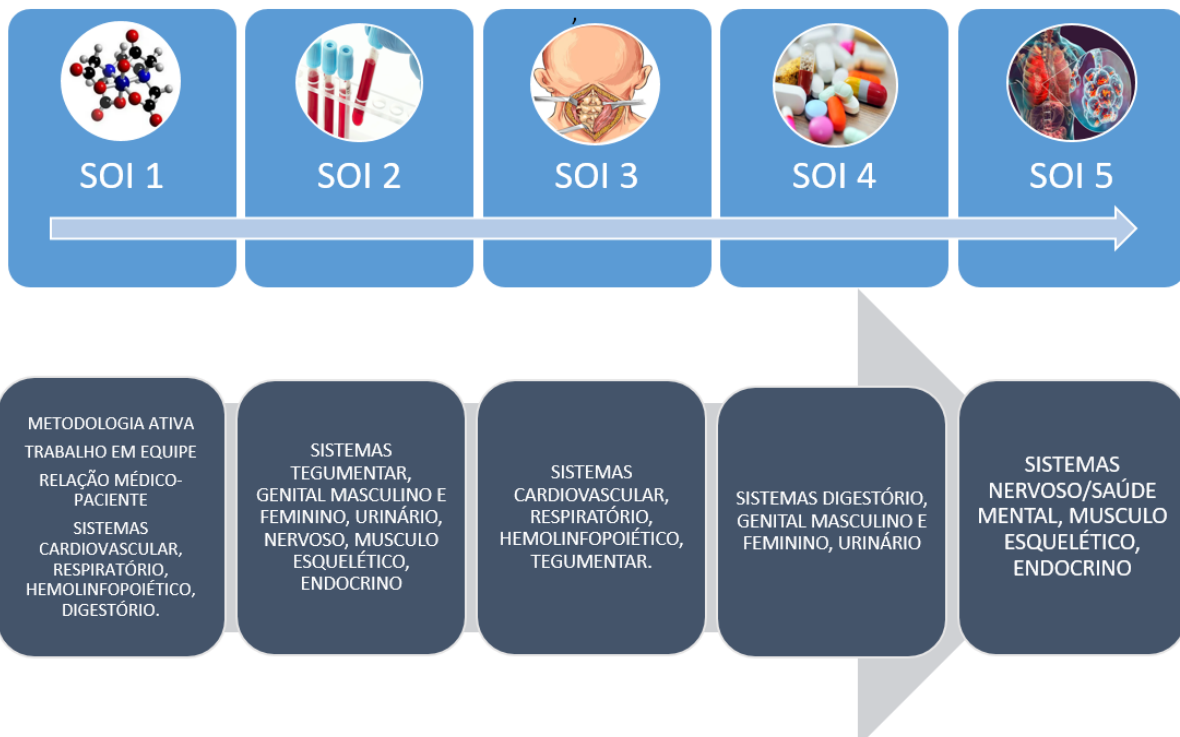 SOI 1
SOI 2
SOI 3
SOI 4
SOI 5
METODOLOGIA ATIVA
TRABALHO EM EQUIPE
RELAÇÃO MÉDICO-
PACIENTE
SISTEMAS
CARDIOVASCULAR,
RESPIRATÓRIO,
HEMOLINFOPOIÉTICO,
DIGESTÓRIO.
SISTEMAS
TEGUMENTAR,
GENITAL MASCULINO E
FEMININO, URINÁRIO,
NERVOSO, MUSCULO
ESQUELÉTICO,
ENDOCRINO
SISTEMAS
CARDIOVASCULAR,
RESPIRATÓRIO,
HEMOLINFOPOIÉTICO,
TEGUMENTAR.
SISTEMAS DIGESTÓRIO,
GENITAL MASCULINO E
FEMININO, URINÁRIO
SISTEMAS
NERVOSO/SAÚDE
MENTAL, MUSCULO
ESQUELÉTICO,
ENDOCRINO